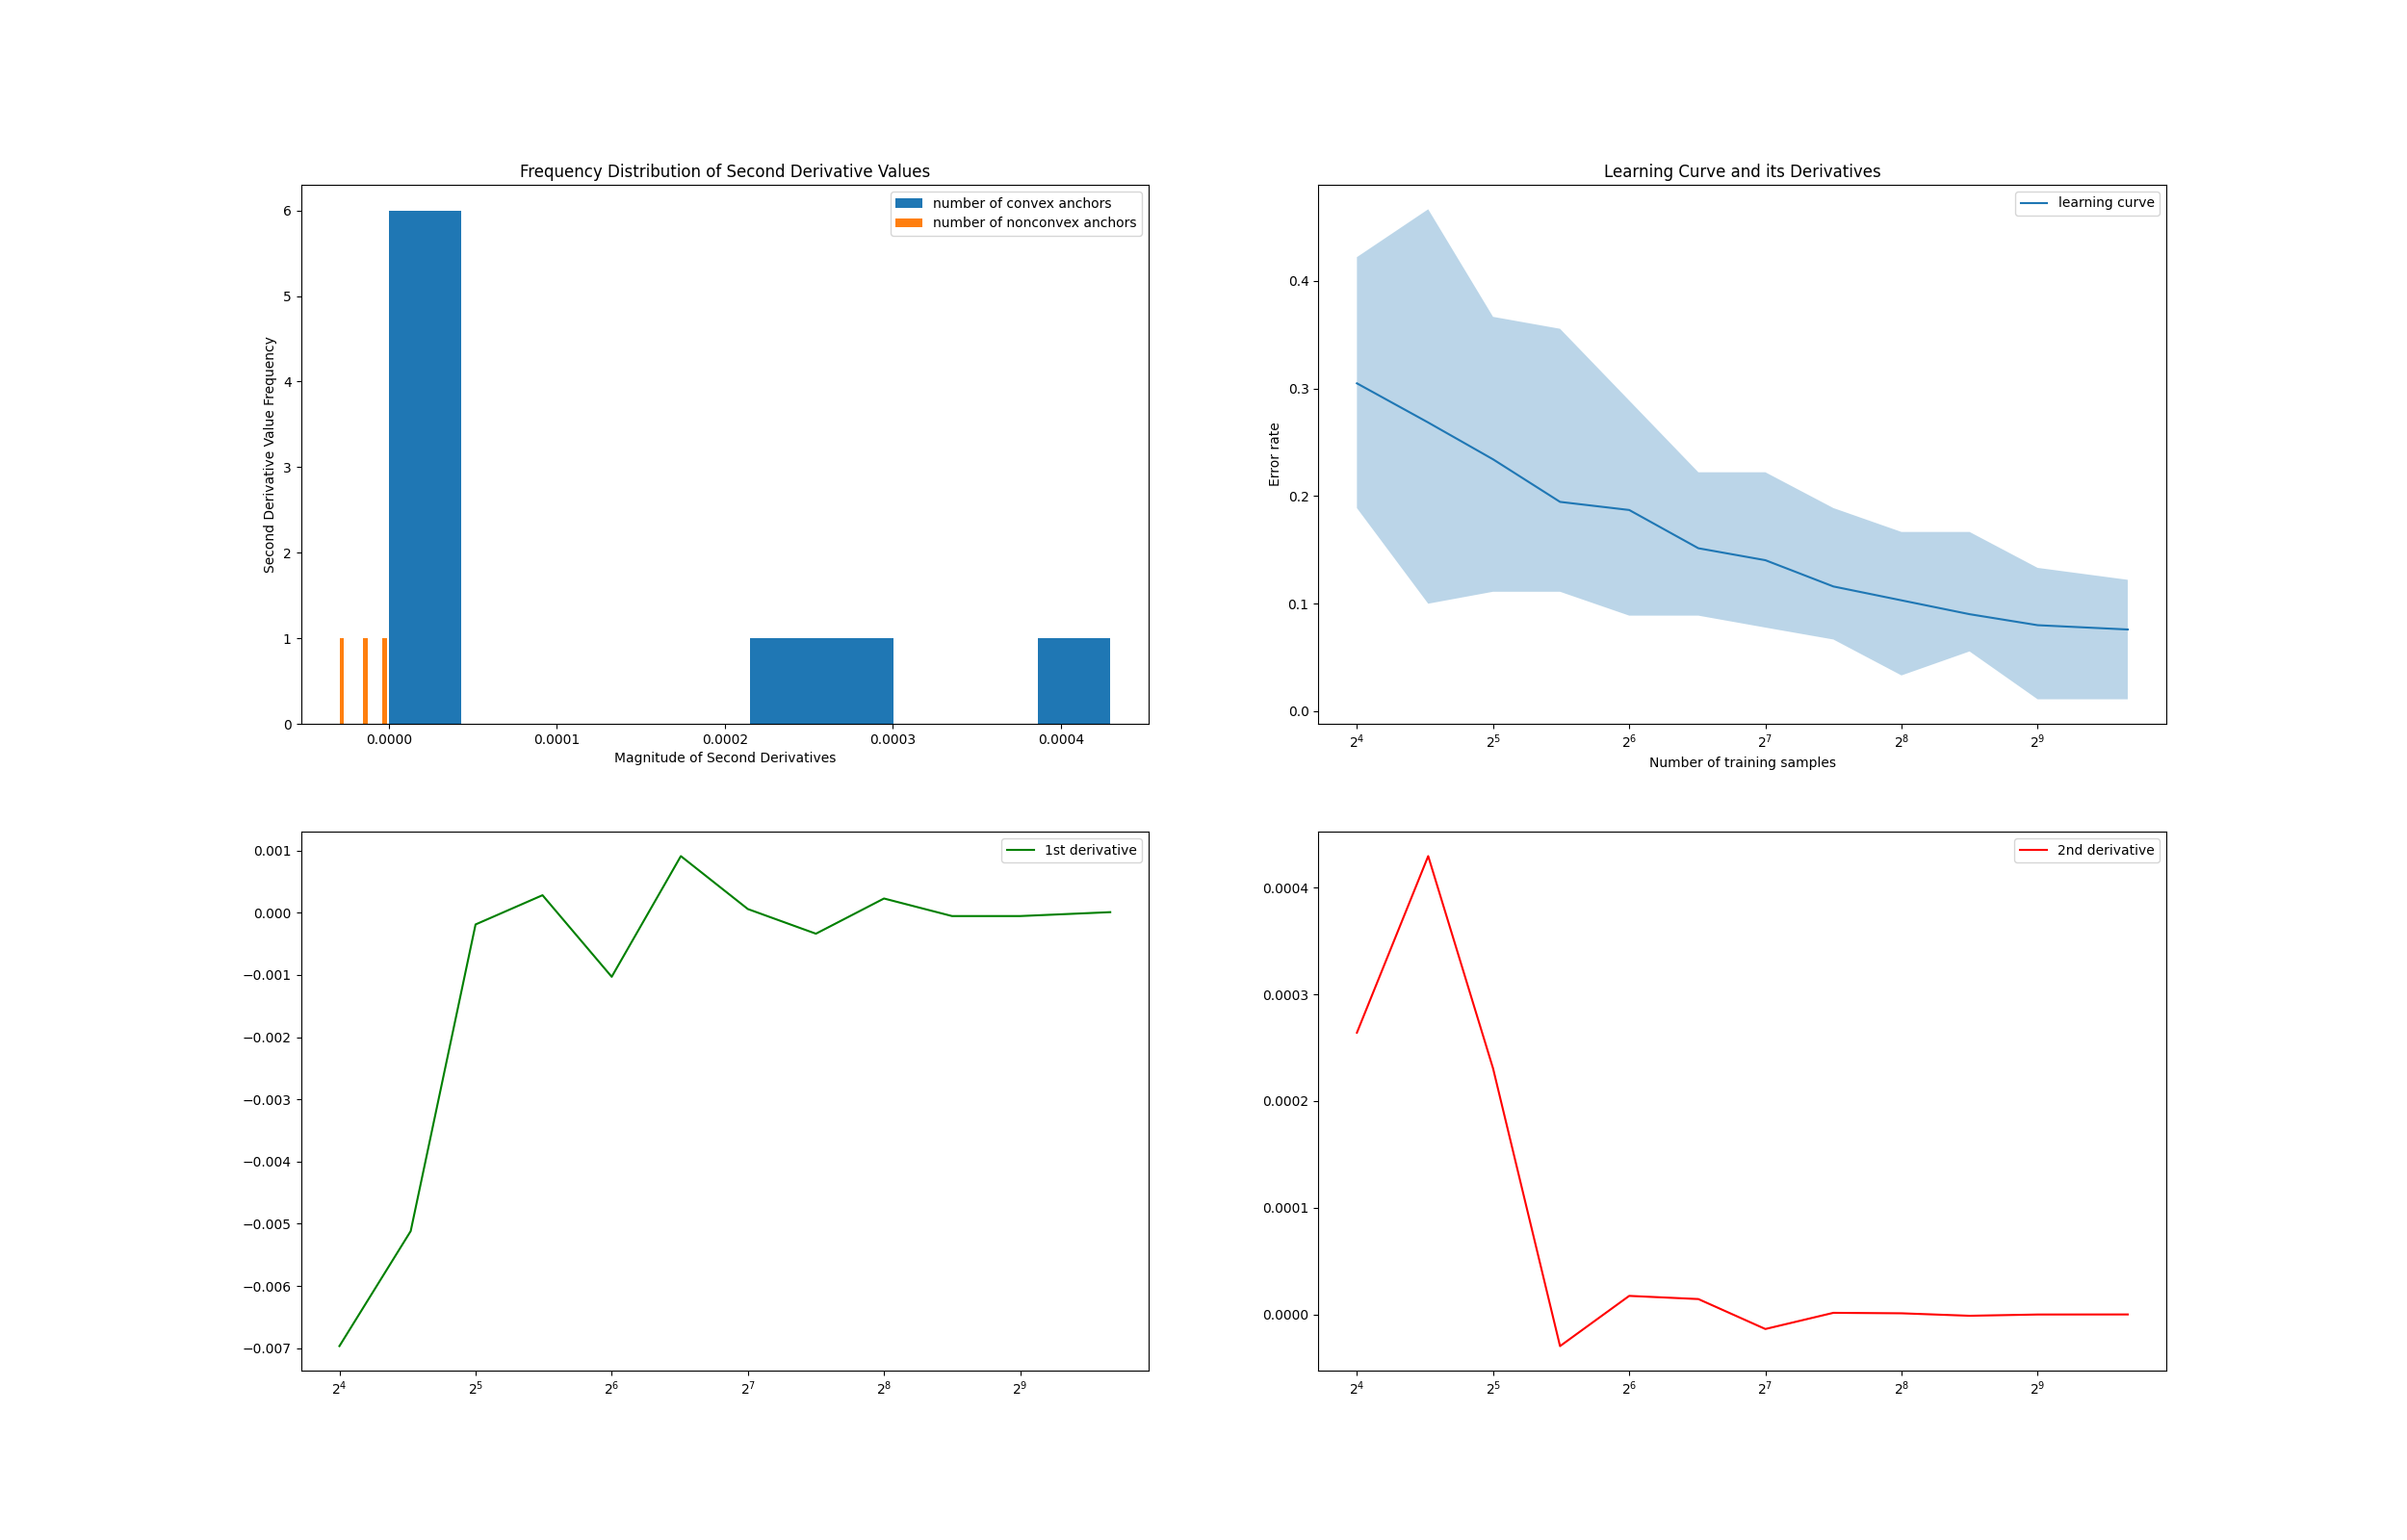 Frequency Distribution of Second Derivative Values
number of convex anchors
number of nonconvex anchors
6
5
4
3
2
1
0
Second Derivative Value Frequency
0.0000 0.0001 0.0002 0.0003 0.0004
Magnitude of Second Derivatives
Learning Curve and its Derivatives
learning curve
0.4
0.3
0.2
0.1
0.0
Error rate
2⁴ 2⁵ 2⁶ 2⁷ 2⁸ 2⁹
Number of training samples
1st derivative
0.001
0.000
−0.001
−0.002
−0.003
−0.004
−0.005
−0.006
−0.007
2⁴ 2⁵ 2⁶ 2⁷ 2⁸ 2⁹
2nd derivative
0.0004
0.0003
0.0002
0.0001
0.0000
2⁴ 2⁵ 2⁶ 2⁷ 2⁸ 2⁹